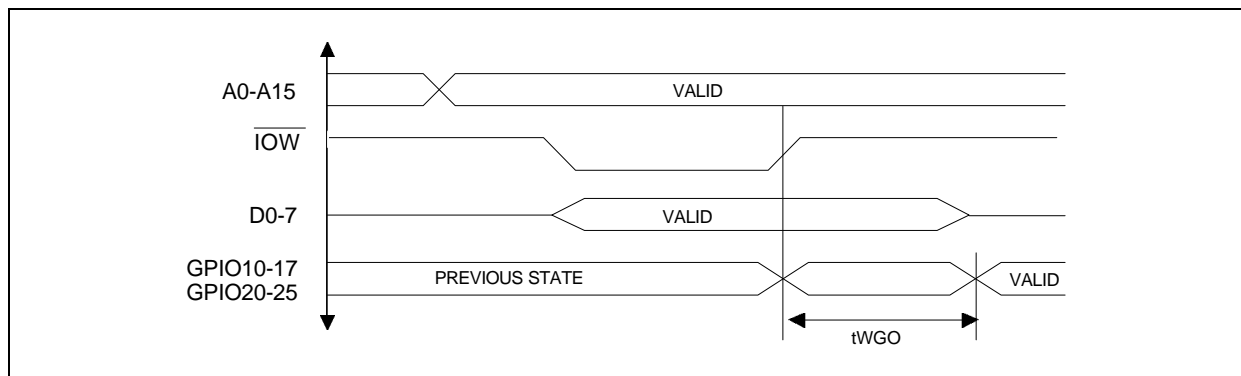 A0-A15
VALID
IOW
D0-7
VALID
GPIO10-17
GPIO20-25
PREVIOUS STATE
VALID
tWGO